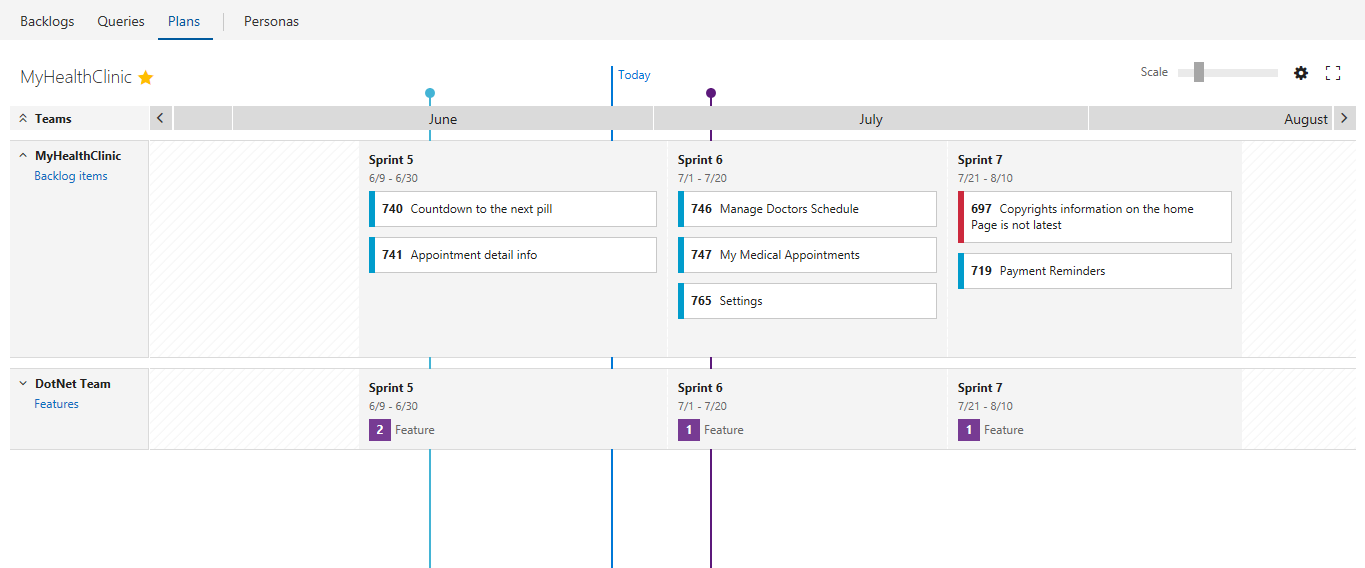 Backlogs Queries Plans Personas
MyHealthClinic
Today
Scale
Teams
June
July
August
MyHealthClinic
Backlog items
Sprint 5
6/9 - 6/30
740 Countdown to the next pill
741 Appointment detail info
Sprint 6
7/1 - 7/20
746 Manage Doctors Schedule
747 My Medical Appointments
765 Settings
Sprint 7
7/21 - 8/10
697 Copyrights information on the home
Page is not latest
719 Payment Reminders
DotNet Team
Features
Sprint 5
6/9 - 6/30
2 Feature
Sprint 6
7/1 - 7/20
1 Feature
Sprint 7
7/21 - 8/10
1 Feature